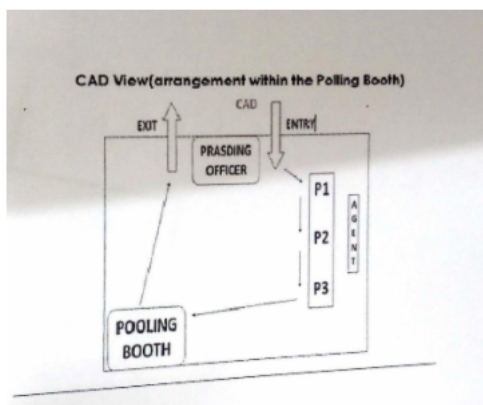 CAD View(arrangement within the Polling Booth)
CAD
EXIT
ENTRY
PRASDING
OFFICER
P1
P2
P3
AGENT
POOLING
BOOTH